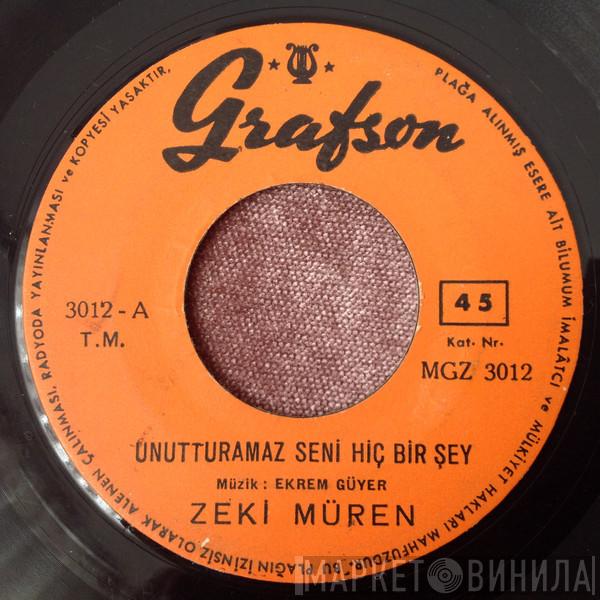 Grafson
PLAĞA ALINMIŞ ESERE AİT BİLUMUM İMALÂTÇI ve MÜLKİYET HAKLARI MAHFUZDUR. BU PLAĞIN İZİNSİZ OLARAK ALENEN ÇALINMASI, RADYODA YAYINLANMASI ve KOPYESİ YASAKTIR.
3012-A
T.M.
45
Kat. Nr.
MGZ 3012
UNUTTURAMAZ SENİ HİÇ BİR ŞEY
Müzik : EKREM GÜYER
ZEKİ MÜREN
МАРКЕТ ВИНИЛА